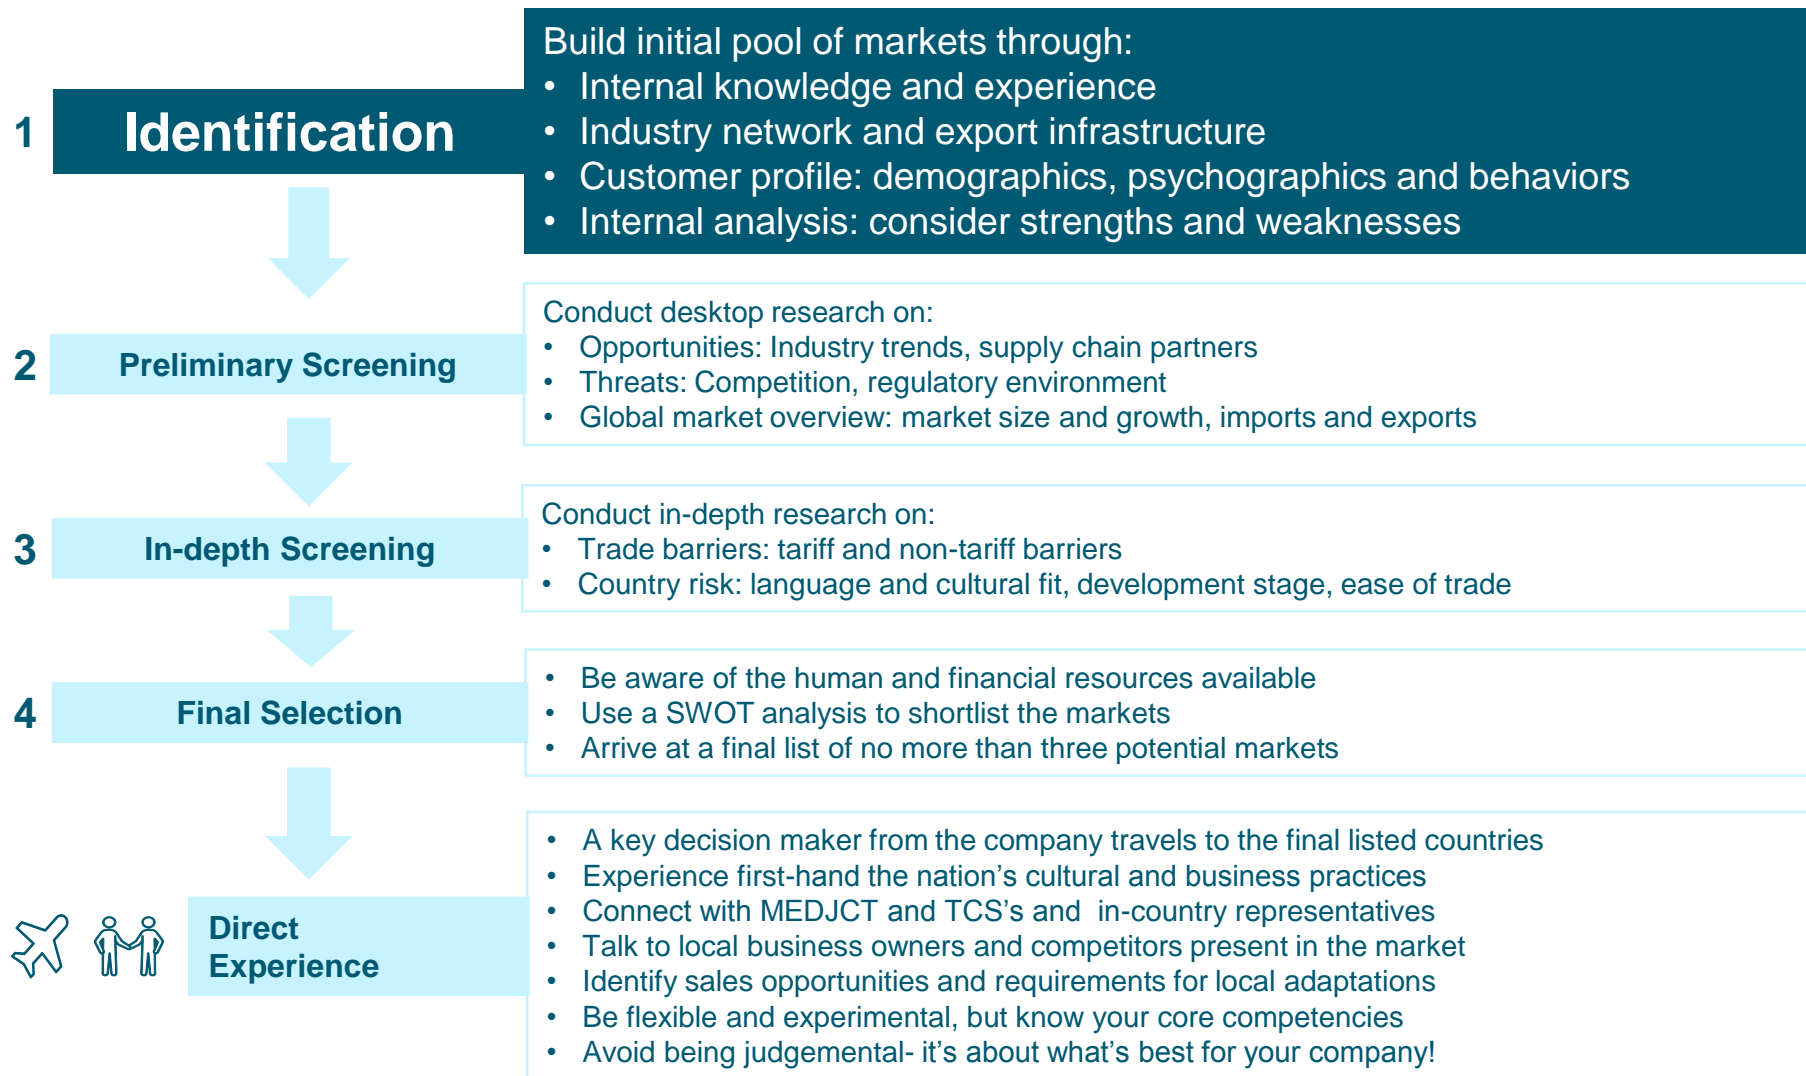 1
Identification
Build initial pool of markets through:
• Internal knowledge and experience
• Industry network and export infrastructure
• Customer profile: demographics, psychographics and behaviors
• Internal analysis: consider strengths and weaknesses
2
Preliminary Screening
Conduct desktop research on:
• Opportunities: Industry trends, supply chain partners
• Threats: Competition, regulatory environment
• Global market overview: market size and growth, imports and exports
3
In-depth Screening
Conduct in-depth research on:
• Trade barriers: tariff and non-tariff barriers
• Country risk: language and cultural fit, development stage, ease of trade
4
Final Selection
• Be aware of the human and financial resources available
• Use a SWOT analysis to shortlist the markets
• Arrive at a final list of no more than three potential markets
Direct
Experience
• A key decision maker from the company travels to the final listed countries
• Experience first-hand the nation's cultural and business practices
• Connect with MEDJCT and TCS's and  in-country representatives
• Talk to local business owners and competitors present in the market
• Identify sales opportunities and requirements for local adaptations
• Be flexible and experimental, but know your core competencies
• Avoid being judgemental- it's about what's best for your company!